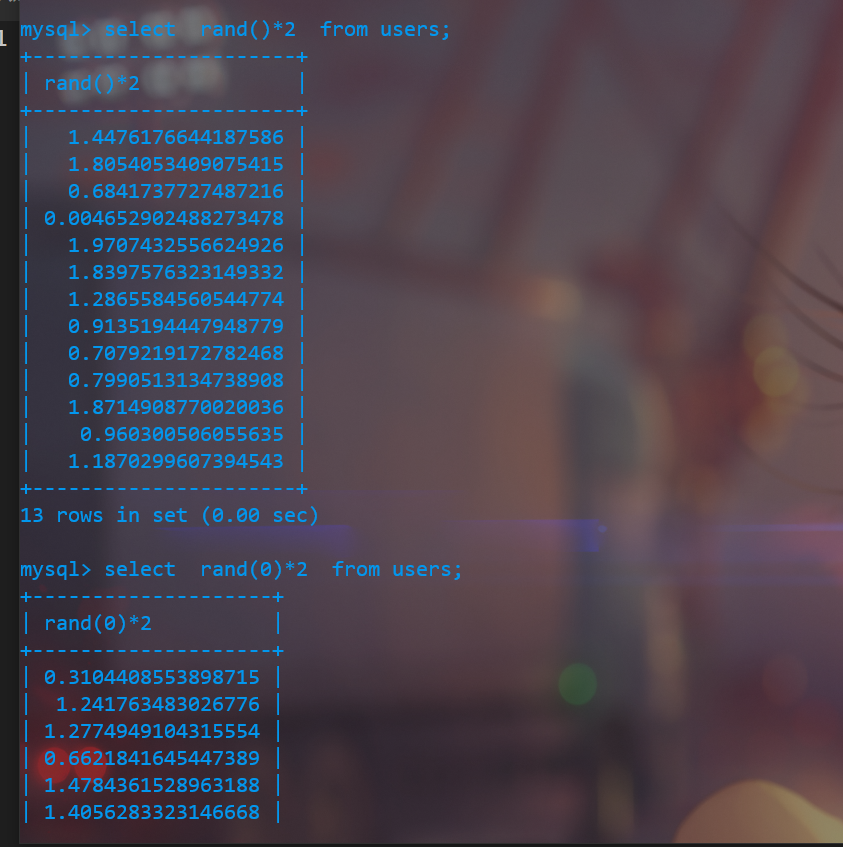 mysql> select  rand()*2  from users;
+----------------------+
| rand()*2             |
+----------------------+
|   1.4476176644187586 |
|   1.8054053409075415 |
|   0.6841737727487216 |
| 0.004652902488273478 |
|   1.9707432556624926 |
|   1.8397576323149332 |
|   1.2865584560544774 |
|   0.9135194447948779 |
|   0.7079219172782468 |
|   0.7990513134738908 |
|   1.8714908770020036 |
|    0.960300506055635 |
|   1.1870299607394543 |
+----------------------+
13 rows in set (0.00 sec)
mysql> select  rand(0)*2  from users;
+--------------------+
| rand(0)*2          |
+--------------------+
| 0.3104408553898715 |
|  1.241763483026776 |
| 1.2774949104315554 |
| 0.6621841645447389 |
| 1.4784361528963188 |
| 1.4056283323146668 |